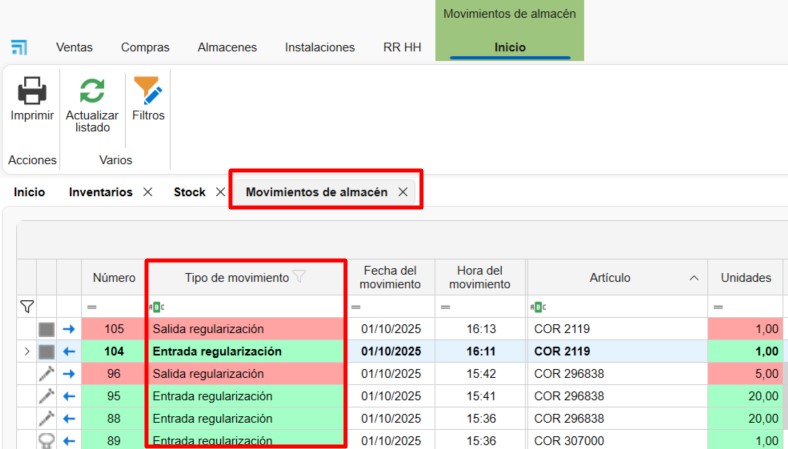 Movimientos de almacén
Ventas Compras Almacenes Instalaciones RR HH Inicio
Imprimir Actualizar listado Filtros
Acciones Varios
Inicio Inventarios Stock Movimientos de almacén
Número Tipo de movimiento Fecha del movimiento Hora del movimiento Artículo Unidades
105 Salida regularización 01/10/2025 16:13 COR 2119 1,00
104 Entrada regularización 01/10/2025 16:11 COR 2119 1,00
96 Salida regularización 01/10/2025 15:42 COR 296838 5,00
95 Entrada regularización 01/10/2025 15:41 COR 296838 20,00
88 Entrada regularización 01/10/2025 15:36 COR 296838 20,00
89 Entrada regularización 01/10/2025 15:36 COR 307000 1,00